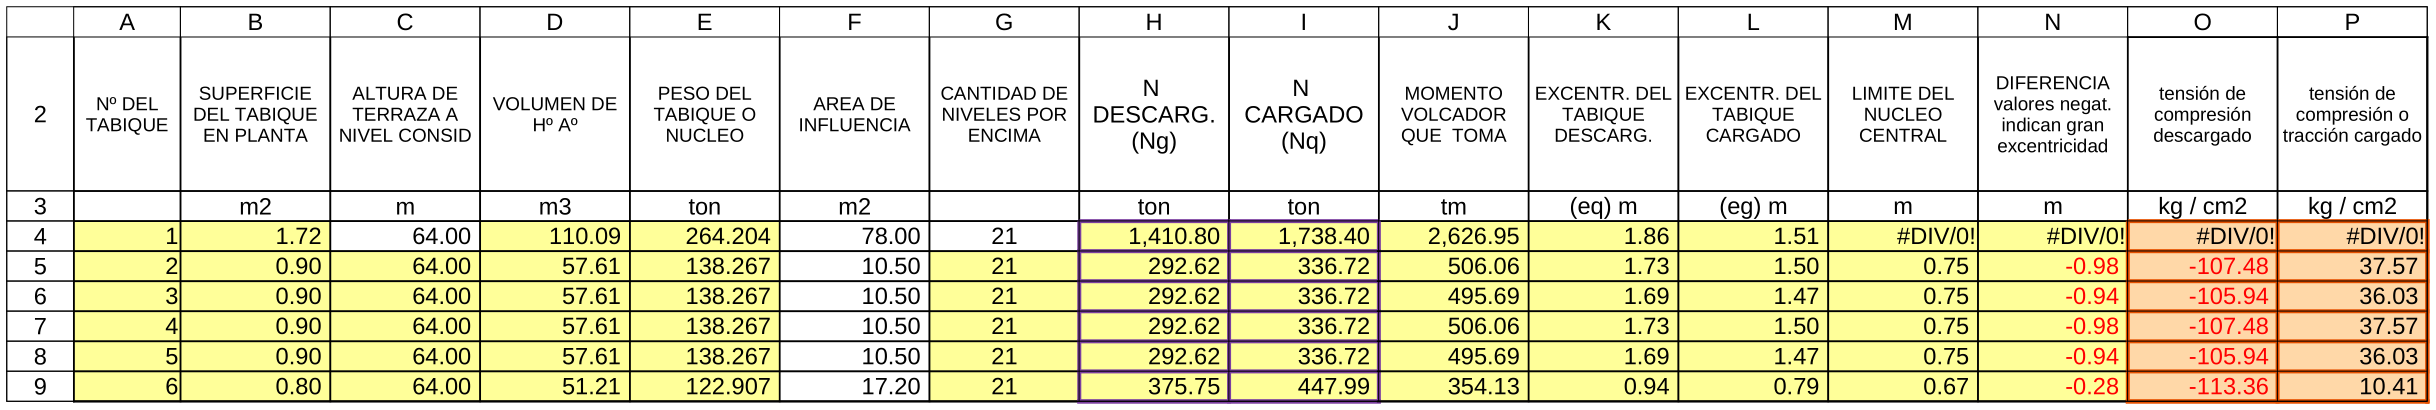 A B C D E F G H I J K L M N O P
2 Nº DEL TABIQUE SUPERFICIE DEL TABIQUE EN PLANTA ALTURA DE TERRAZA A NIVEL CONSID VOLUMEN DE Hº Aº PESO DEL TABIQUE O NUCLEO AREA DE INFLUENCIA CANTIDAD DE NIVELES POR ENCIMA N DESCARG. (Ng) N CARGADO (Nq) MOMENTO VOLCADOR QUE TOMA EXCENTR. DEL TABIQUE DESCARG. EXCENTR. DEL TABIQUE CARGADO LIMITE DEL NUCLEO CENTRAL DIFERENCIA valores negat. indican gran excentricidad tensión de compresión descargado tensión de compresión o tracción cargado
3 m2 m m3 ton m2 ton ton tm (eq) m (eg) m m m kg / cm2 kg / cm2
4 1 1.72 64.00 110.09 264.204 78.00 21 1,410.80 1,738.40 2,626.95 1.86 1.51 #DIV/0! #DIV/0! #DIV/0! #DIV/0!
5 2 0.90 64.00 57.61 138.267 10.50 21 292.62 336.72 506.06 1.73 1.50 0.75 -0.98 -107.48 37.57
6 3 0.90 64.00 57.61 138.267 10.50 21 292.62 336.72 495.69 1.69 1.47 0.75 -0.94 -105.94 36.03
7 4 0.90 64.00 57.61 138.267 10.50 21 292.62 336.72 506.06 1.73 1.50 0.75 -0.98 -107.48 37.57
8 5 0.90 64.00 57.61 138.267 10.50 21 292.62 336.72 495.69 1.69 1.47 0.75 -0.94 -105.94 36.03
9 6 0.80 64.00 51.21 122.907 17.20 21 375.75 447.99 354.13 0.94 0.79 0.67 -0.28 -113.36 10.41